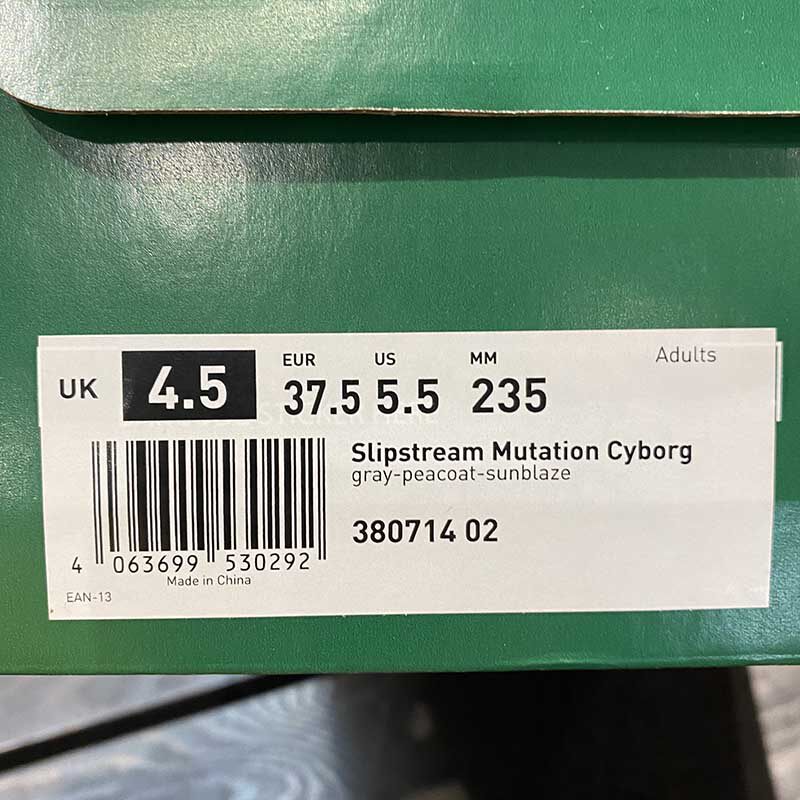 UK 4.5
EUR US MM
37.5 5.5 235
Adults
Slipstream Mutation Cyborg
gray-peacoat-sunblaze
380714 02
4 063699 530292
Made in China
EAN-13